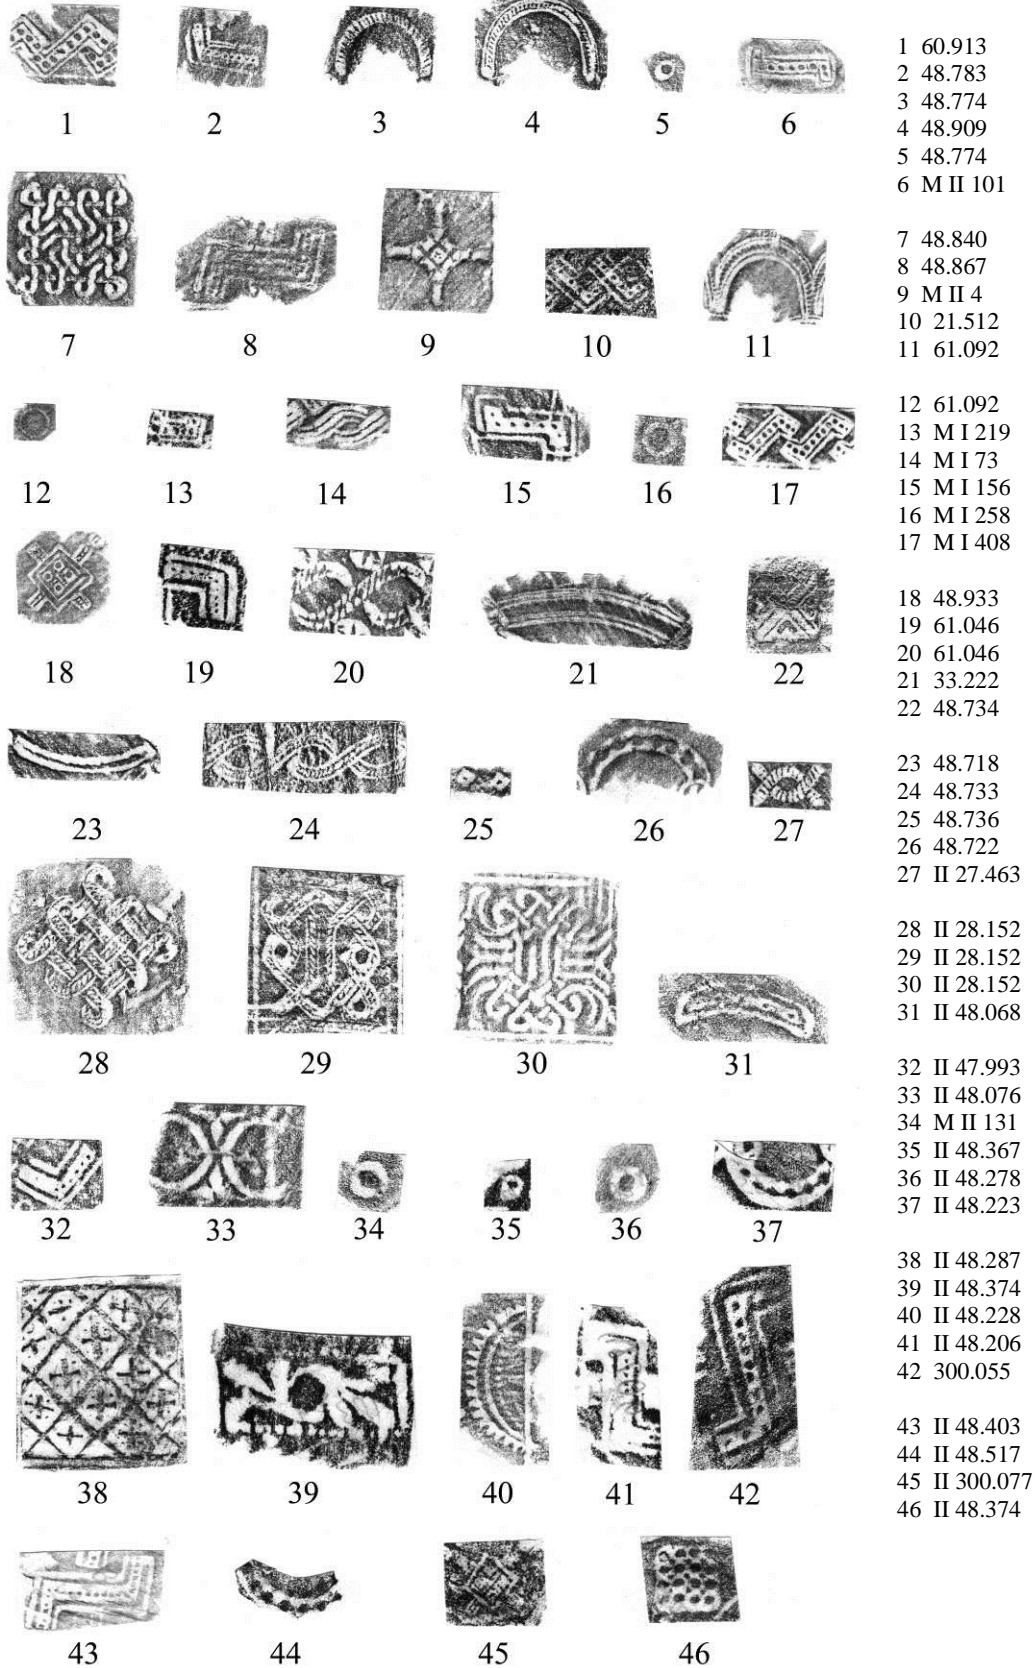 1 2 3 4 5 6
7 8 9 10 11
12 13 14 15 16 17
18 19 20 21 22
23 24 25 26 27
28 29 30 31
32 33 34 35 36 37
38 39 40 41 42
43 44 45 46
1 60.913
2 48.783
3 48.774
4 48.909
5 48.774
6 M II 101
7 48.840
8 48.867
9 M II 4
10 21.512
11 61.092
12 61.092
13 M I 219
14 M I 73
15 M I 156
16 M I 258
17 M I 408
18 48.933
19 61.046
20 61.046
21 33.222
22 48.734
23 48.718
24 48.733
25 48.736
26 48.722
27 II 27.463
28 II 28.152
29 II 28.152
30 II 28.152
31 II 48.068
32 II 47.993
33 II 48.076
34 M II 131
35 II 48.367
36 II 48.278
37 II 48.223
38 II 48.287
39 II 48.374
40 II 48.228
41 II 48.206
42 300.055
43 II 48.403
44 II 48.517
45 II 300.077
46 II 48.374